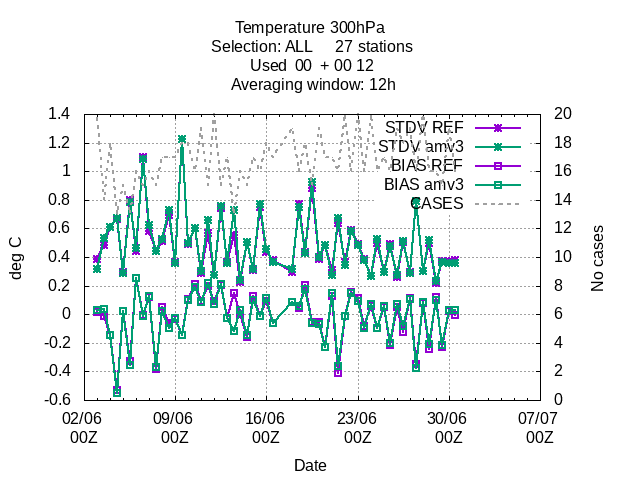 Temperature 300hPa
Selection: ALL 27 stations
Used 00 + 00 12
Averaging window: 12h
1.4 20
STDV REF
1.2 18
STDV amv3
1 16
BIAS REF
BIAS amv3
0.8 14
CASES
0.6 12
0.4 10
0.2 8
0 6
-0.2 4
-0.4 2
-0.6 0
deg C
No cases
02/06 09/06 16/06 23/06 30/06 07/07
00Z 00Z 00Z 00Z 00Z 00Z
Date